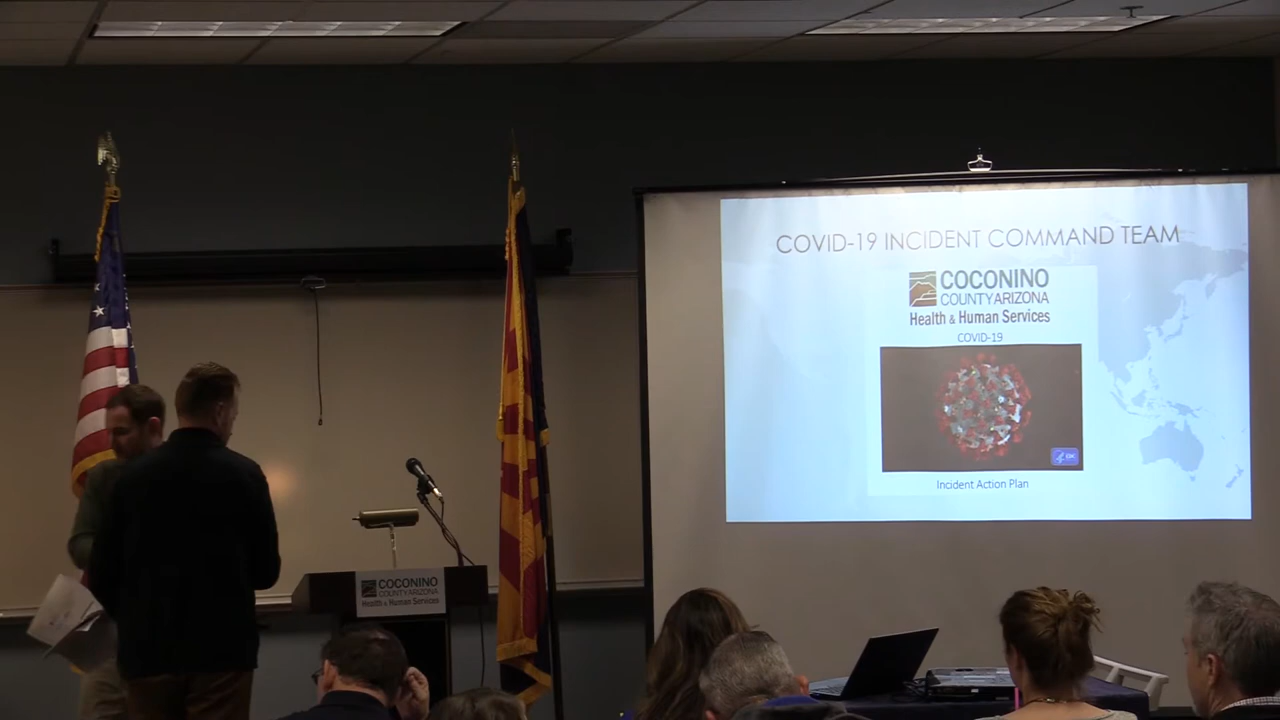 COVID-19 INCIDENT COMMAND TEAM
COCONINO
COUNTY ARIZONA
Health & Human Services
COVID-19
CDC
Incident Action Plan
COCONINO
COUNTY ARIZONA
Health & Human Services